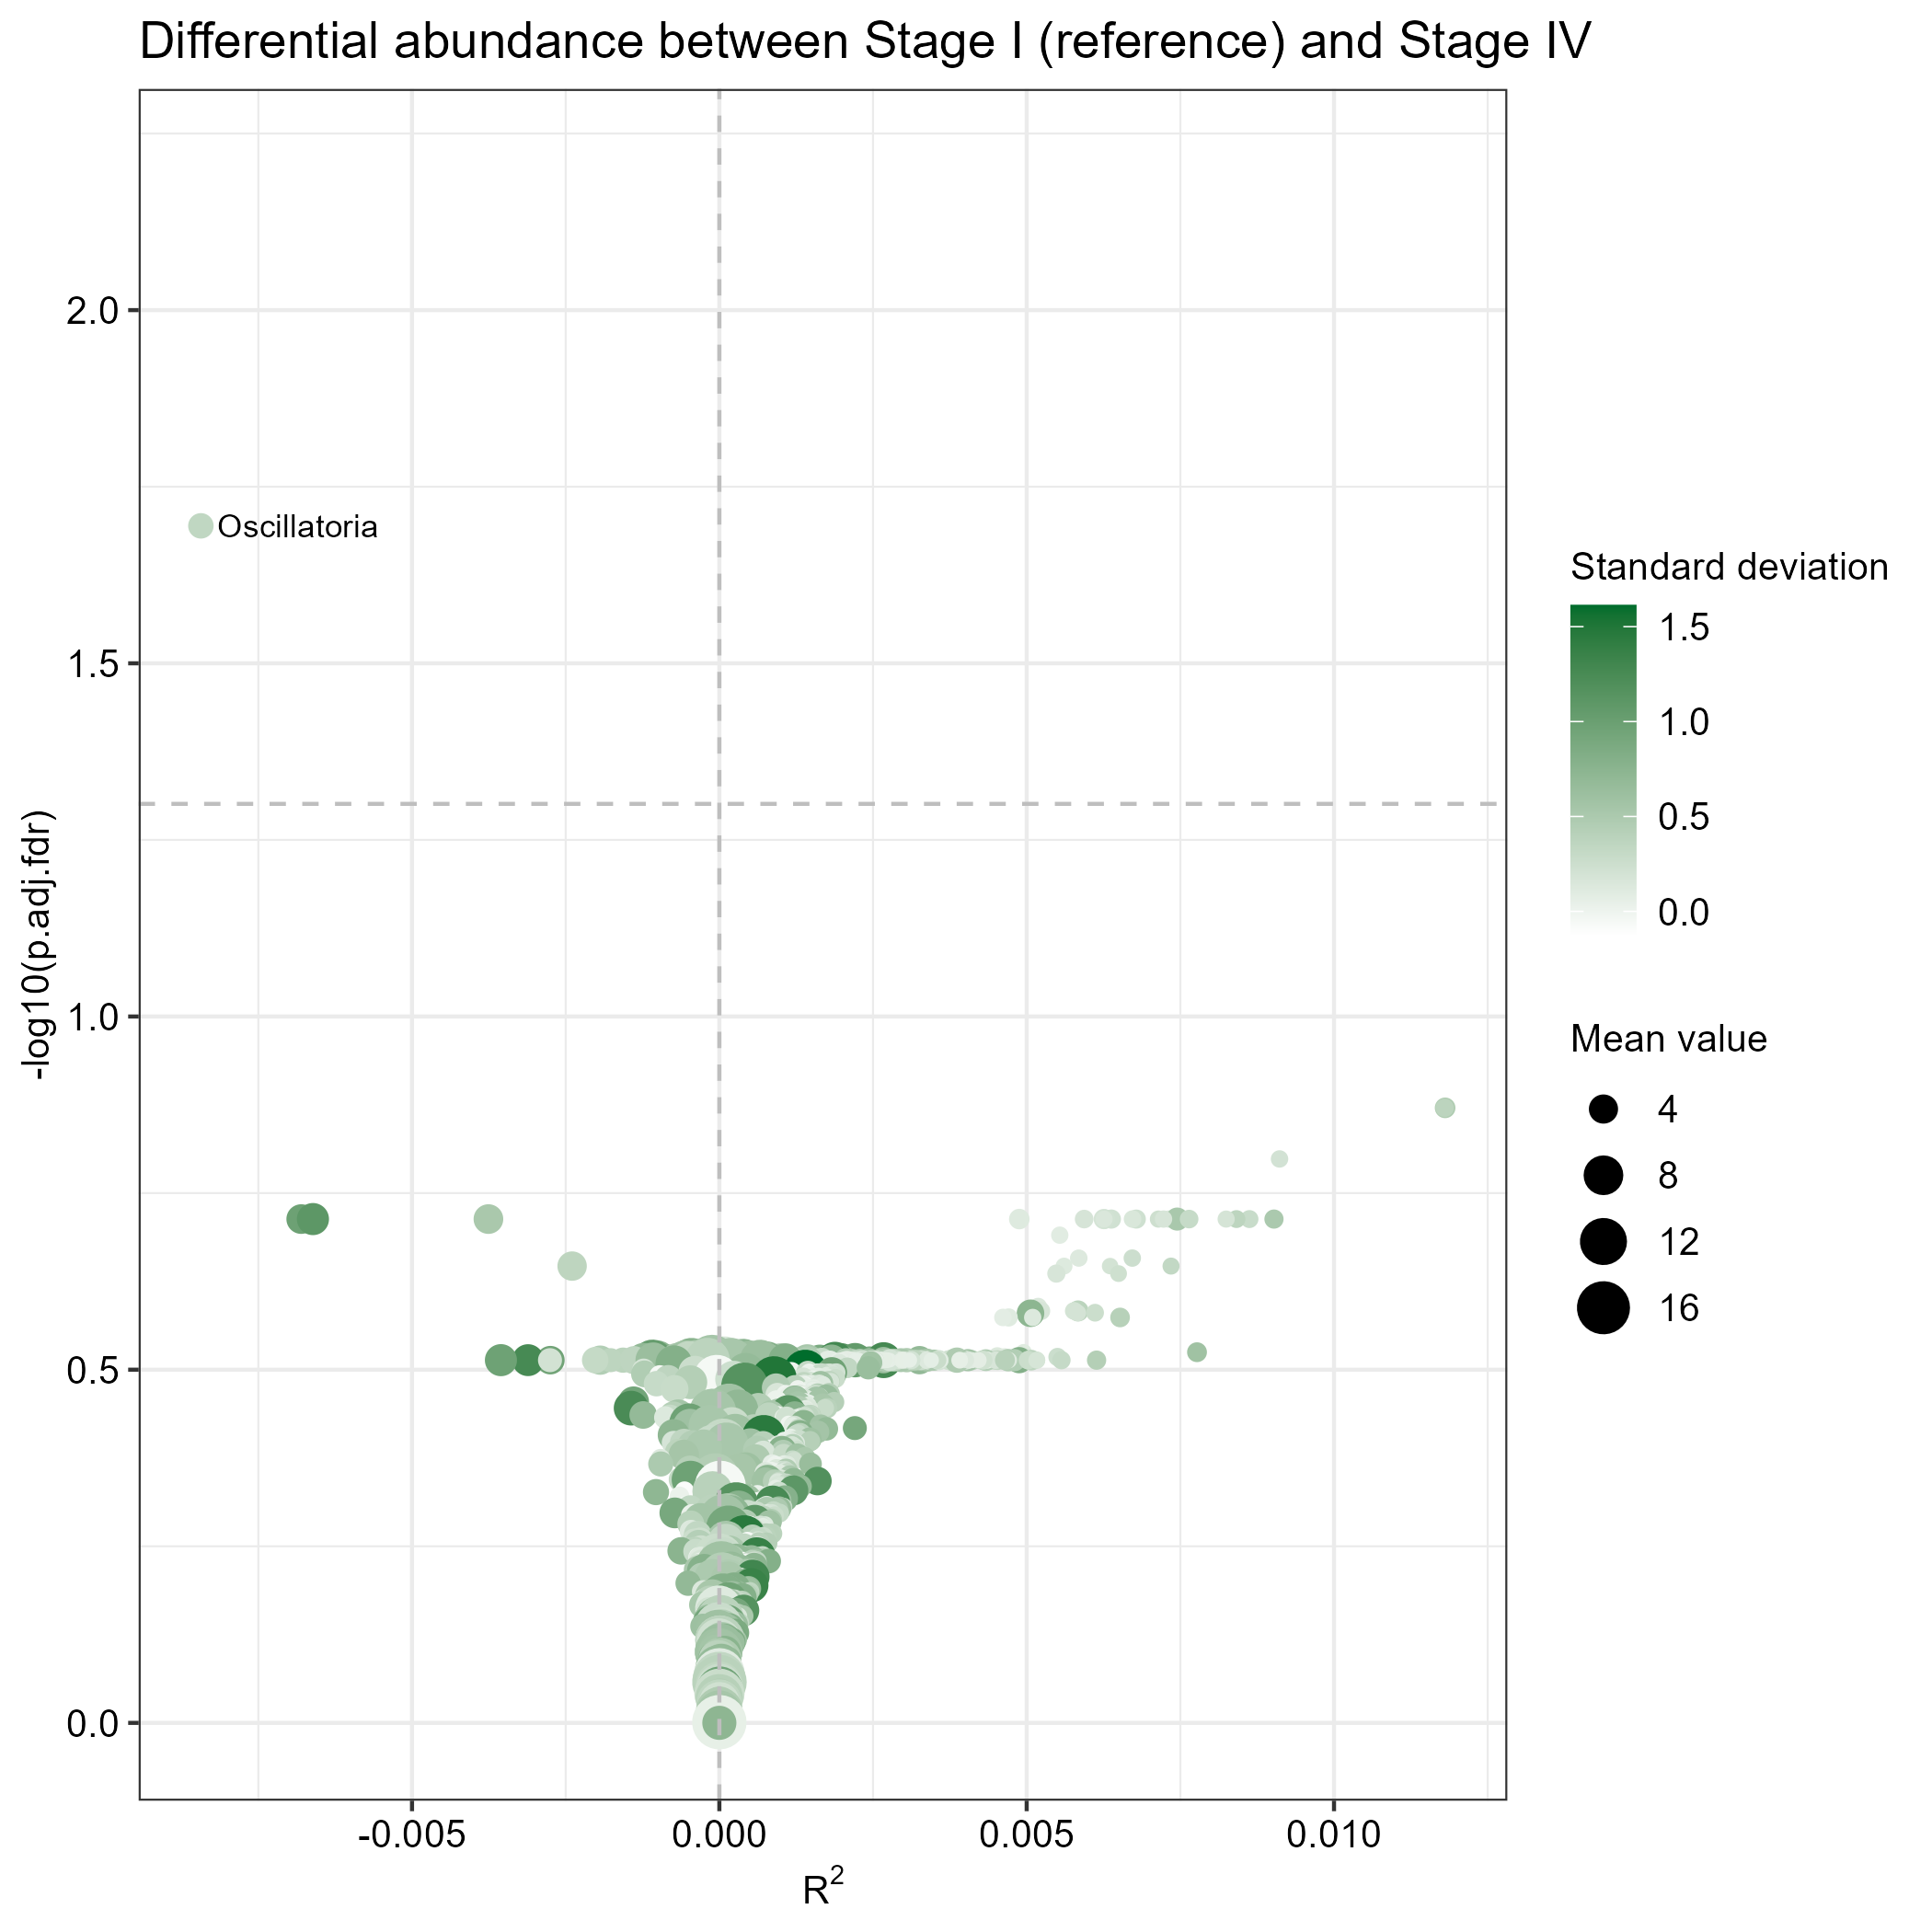 Differential abundance between Stage I (reference) and Stage IV
2.0
1.5
1.0
0.5
0.0
-log10(p.adj.fdr)
Oscillatoria
-0.005
0.000
0.005
0.010
R²
Standard deviation
1.5
1.0
0.5
0.0
Mean value
4
8
12
16